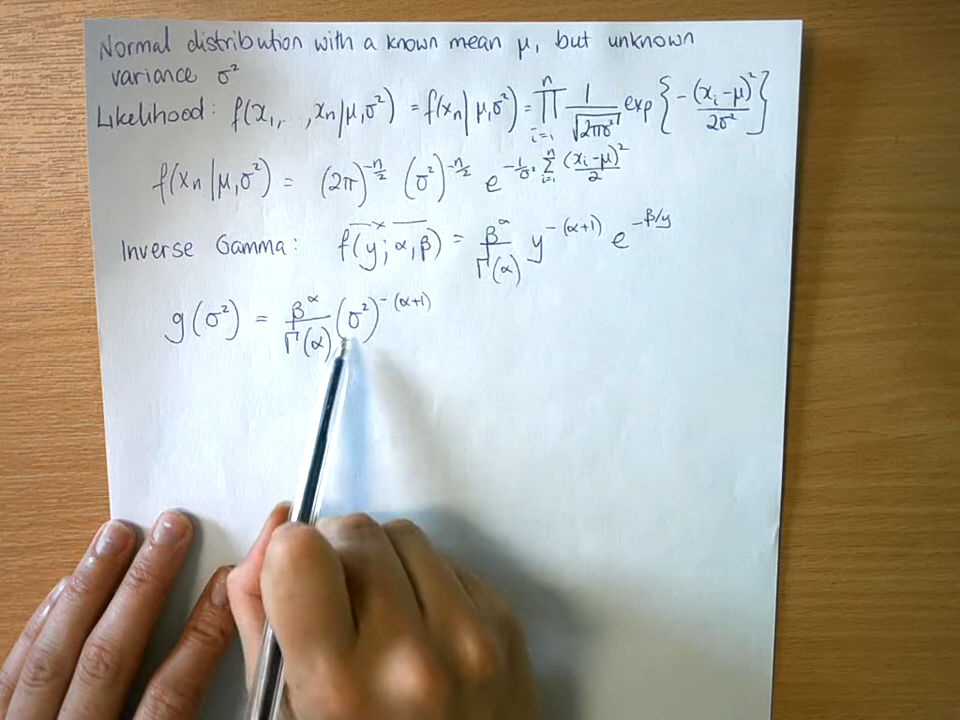 Normal distribution with a known mean μ, but unknown
variance σ²
Likelihood: f(x₁, , xₙ|μ,σ²) = f(xₙ|μ,σ²) = ∏ᵢ₌₁ⁿ 1/√(2πσ²) exp{-(xᵢ-μ)²/2σ²}
f(xₙ|μ,σ²) = (2π)^(-n/2) (σ²)^(-n/2) e^(-1/σ² ∑ᵢ₌₁ⁿ (xᵢ-μ)²/2)
Inverse Gamma: f(y;α,β) = β^α/Γ(α) y^-(α+1) e^(-β/y)
g(σ²) = β^α/Γ(α) (σ²)^-(α+1)